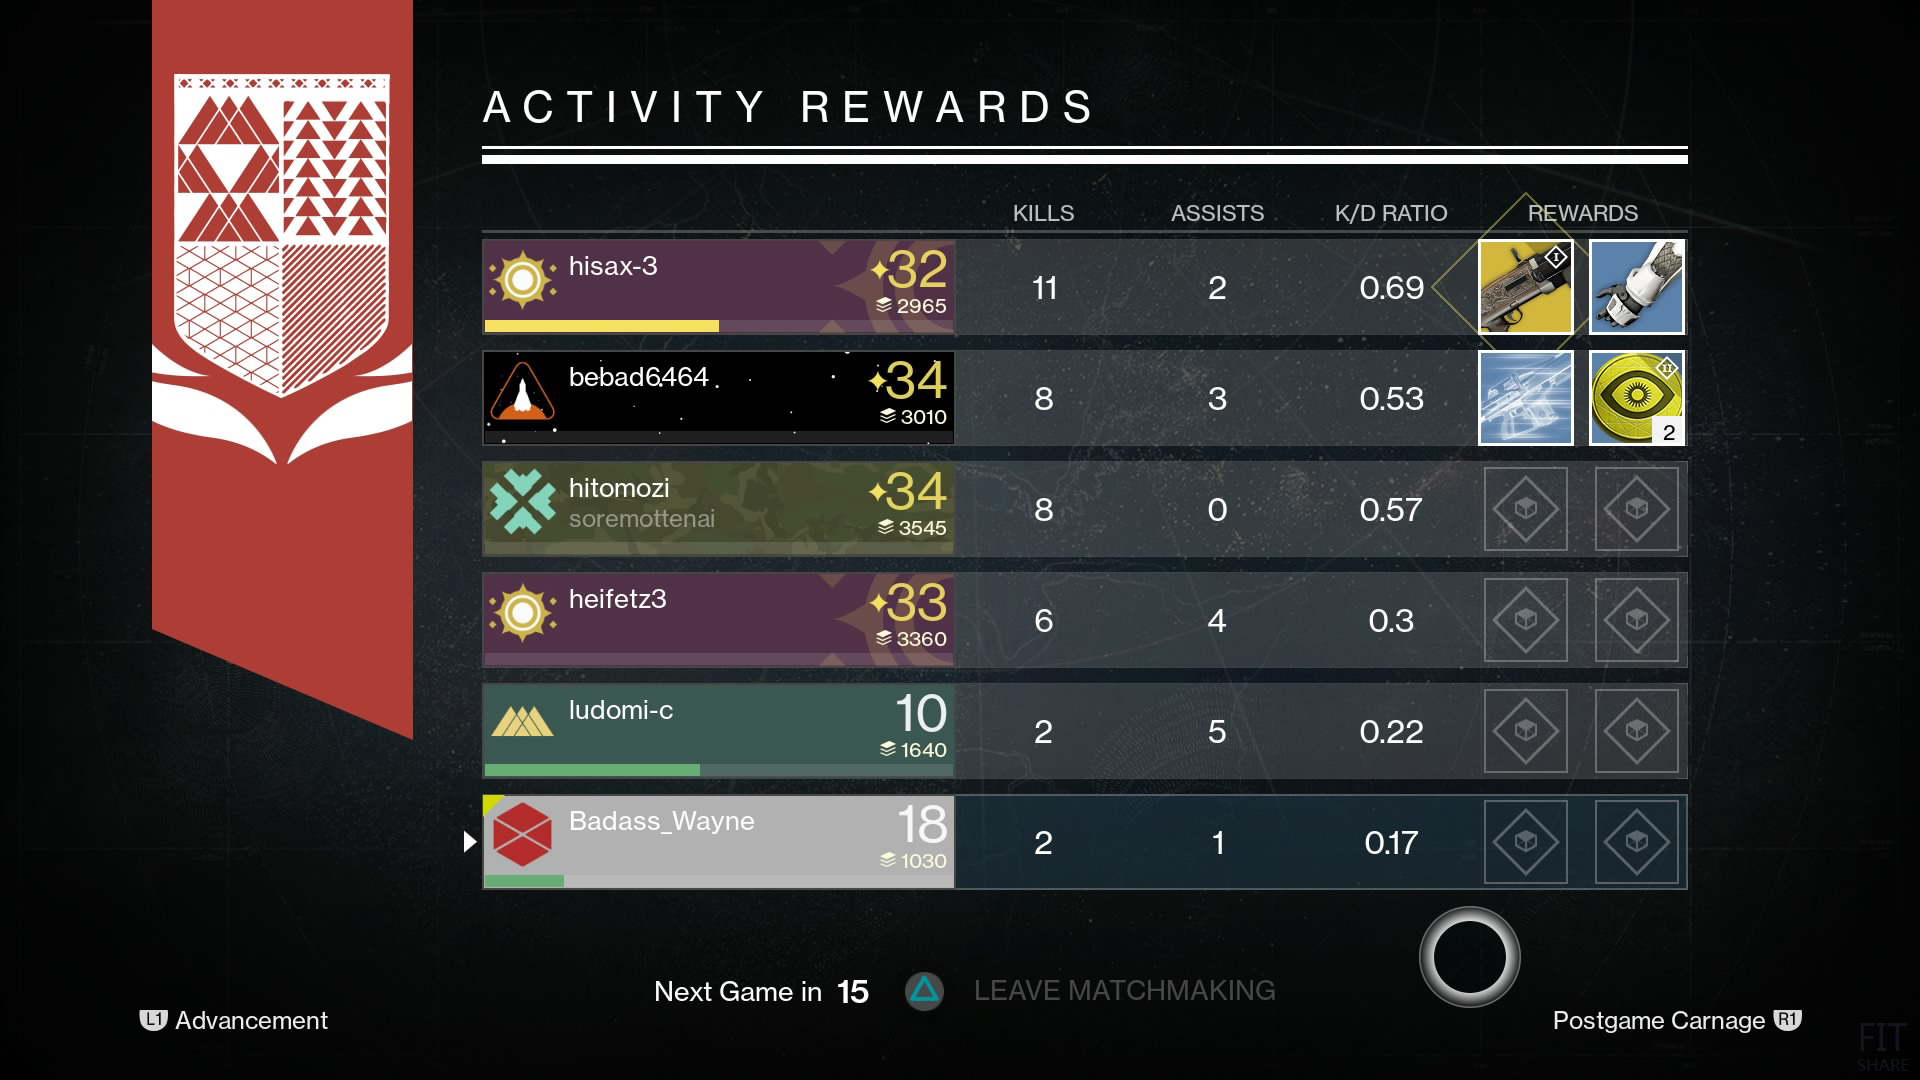 ACTIVITY REWARDS
KILLS ASSISTS K/D RATIO REWARDS
hisax-3 32 11 2 0.69
2965
bebad6464 34 8 3 0.53
3010 2
hitomozi 34 8 0 0.57
soremottenai 3545
heifetz3 33 6 4 0.3
3360
ludomi-c 10 2 5 0.22
1640
Badass_Wayne 18 2 1 0.17
1030
Next Game in 15 LEAVE MATCHMAKING
L1 Advancement
Postgame Carnage R1
FIT
SHARE